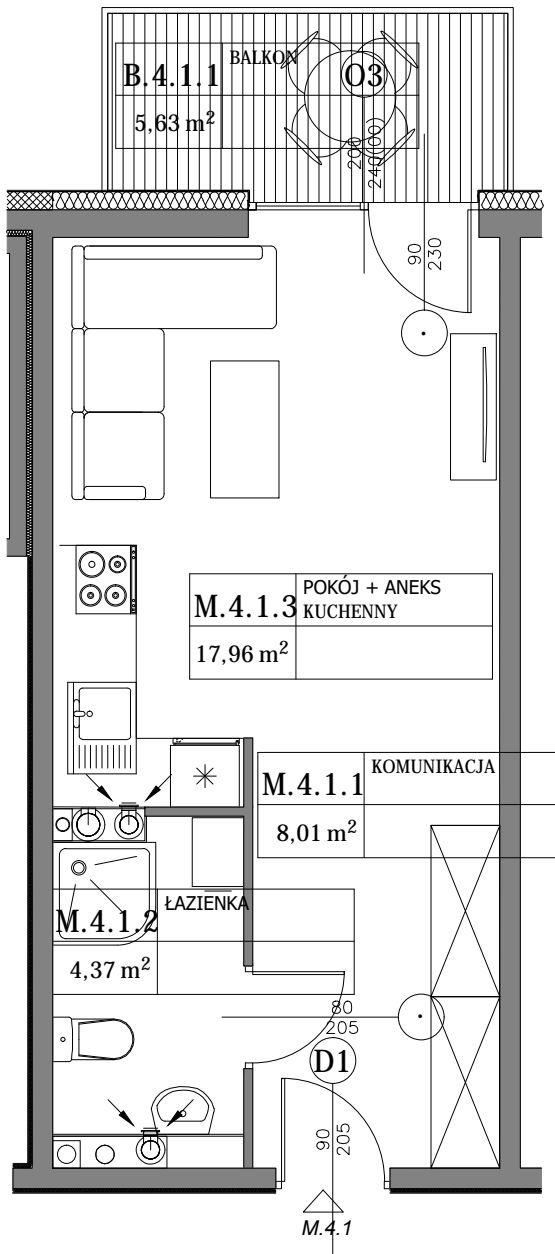 B.4.1.1
BALKON
5,63 m²
O3
200
240(00)
90
230
M.4.1.3
POKÓJ + ANEKS
KUCHENNY
17,96 m²
M.4.1.1
KOMUNIKACJA
8,01 m²
M.4.1.2
ŁAZIENKA
4,37 m²
80
205
D1
90
205
M.4.1